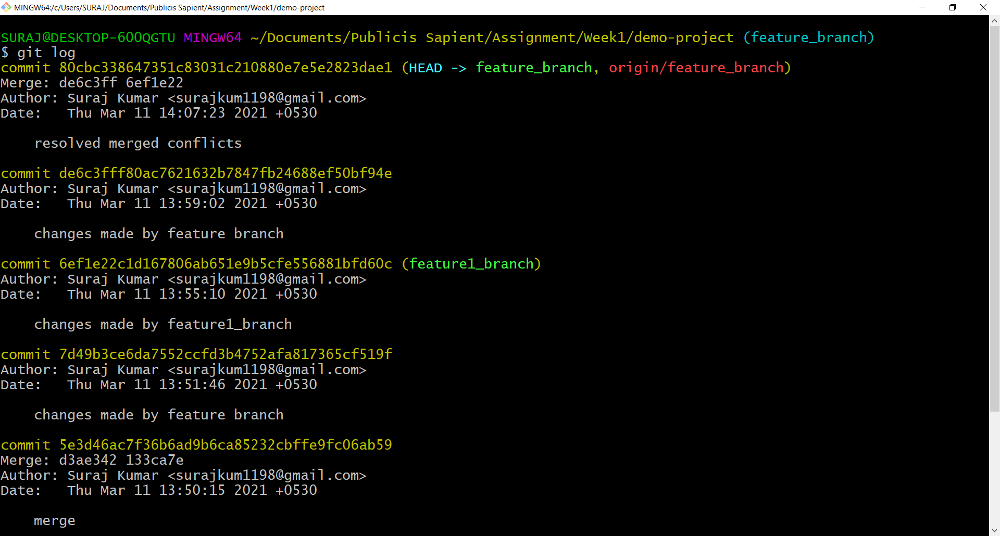 MINGW64:/c/Users/SURAJ/Documents/Publicis Sapient/Assignment/Week1/demo-project
SURAJ@DESKTOP-600QGTU MINGW64 ~/Documents/Publicis Sapient/Assignment/Week1/demo-project (feature_branch)
$ git log
commit 80cbc338647351c83031c210880e7e5e2823dae1 (HEAD -> feature_branch, origin/feature_branch)
Merge: de6c3ff 6ef1e22
Author: Suraj Kumar <surajkum1198@gmail.com>
Date:   Thu Mar 11 14:07:23 2021 +0530
    resolved merged conflicts
commit de6c3fff80ac7621632b7847fb24688ef50bf94e
Author: Suraj Kumar <surajkum1198@gmail.com>
Date:   Thu Mar 11 13:59:02 2021 +0530
    changes made by feature branch
commit 6ef1e22c1d167806ab651e9b5cfe556881bfd60c (feature1_branch)
Author: Suraj Kumar <surajkum1198@gmail.com>
Date:   Thu Mar 11 13:55:10 2021 +0530
    changes made by feature1_branch
commit 7d49b3ce6da7552ccfd3b4752afa817365cf519f
Author: Suraj Kumar <surajkum1198@gmail.com>
Date:   Thu Mar 11 13:51:46 2021 +0530
    changes made by feature branch
commit 5e3d46ac7f36b6ad9b6ca85232cbffe9fc06ab59
Merge: d3ae342 133ca7e
Author: Suraj Kumar <surajkum1198@gmail.com>
Date:   Thu Mar 11 13:50:15 2021 +0530
    merge